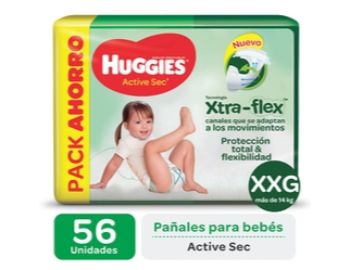 PACK AHORRO
HUGGIES
Active Sec
Nuevo
Tecnología
Xtra-flex™
canales que se adaptan
a los movimientos
Protección
total &
flexibilidad
XXG
más de 14 kg
56
Unidades
Pañales para bebés
Active Sec